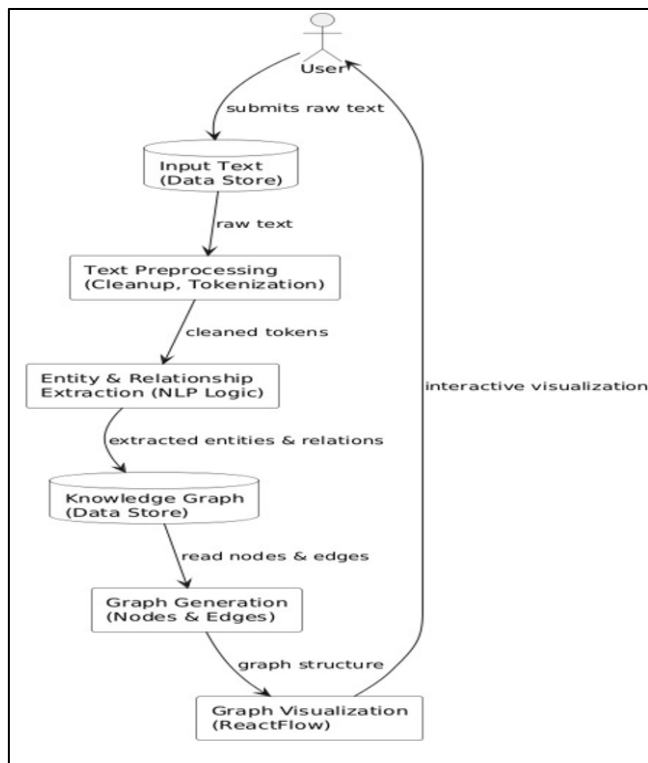 User
submits raw text
Input Text
(Data Store)
raw text
Text Preprocessing
(Cleanup, Tokenization)
cleaned tokens
Entity & Relationship
Extraction (NLP Logic)
interactive visualization
extracted entities & relations
Knowledge Graph
(Data Store)
read nodes & edges
Graph Generation
(Nodes & Edges)
graph structure
Graph Visualization
(ReactFlow)